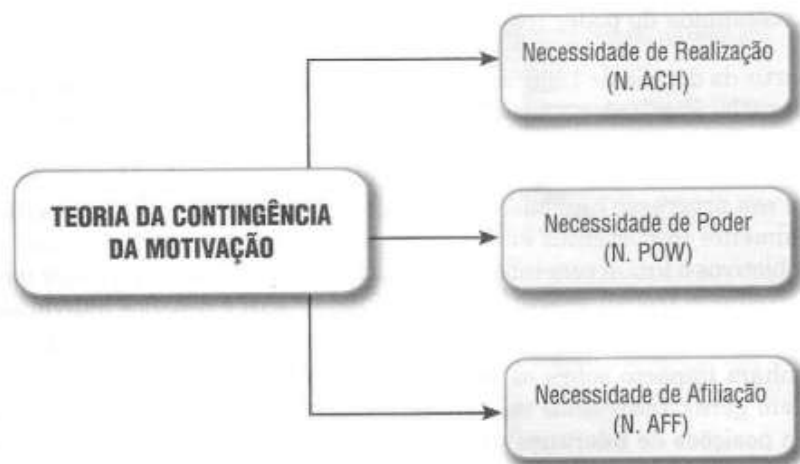 Necessidade de Realização
(N. ACH)
TEORIA DA CONTINGÊNCIA
DA MOTIVAÇÃO
Necessidade de Poder
(N. POW)
Necessidade de Afiliação
(N. AFF)